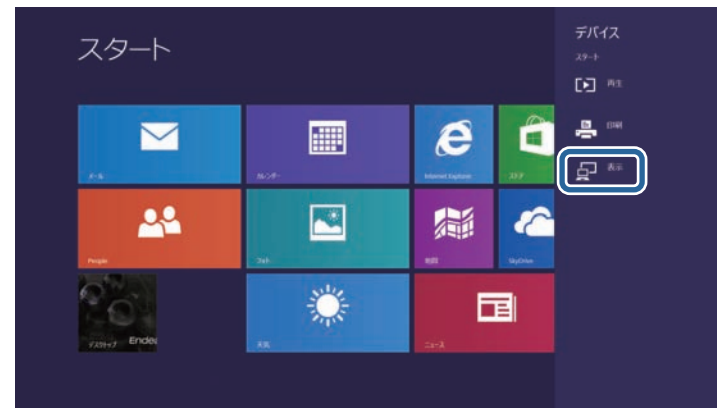 スタート
デバイス
スタート
再生
印刷
表示
メール
カレンダー
Internet Explorer
ストア
People
フォト
地図
SkyDrive
デスクトップ
天気
ニュース